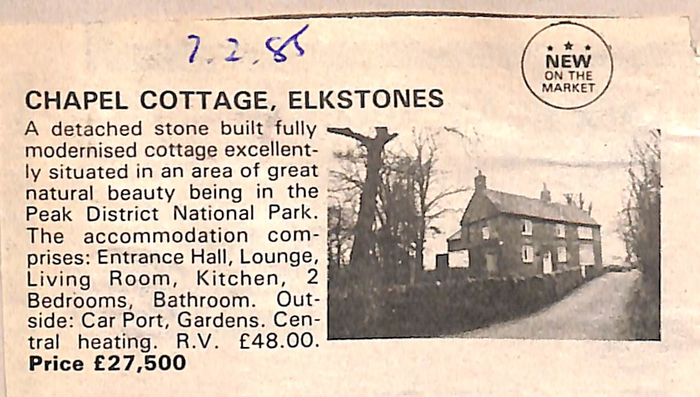 7.2.85
NEW
ON THE
MARKET
CHAPEL COTTAGE, ELKSTONES
A detached stone built fully
modernised cottage excellent-
ly situated in an area of great
natural beauty being in the
Peak District National Park.
The accommodation com-
prises: Entrance Hall, Lounge,
Living Room, Kitchen, 2
Bedrooms, Bathroom. Out-
side: Car Port, Gardens. Cen-
tral heating. R.V. £48.00.
Price £27,500